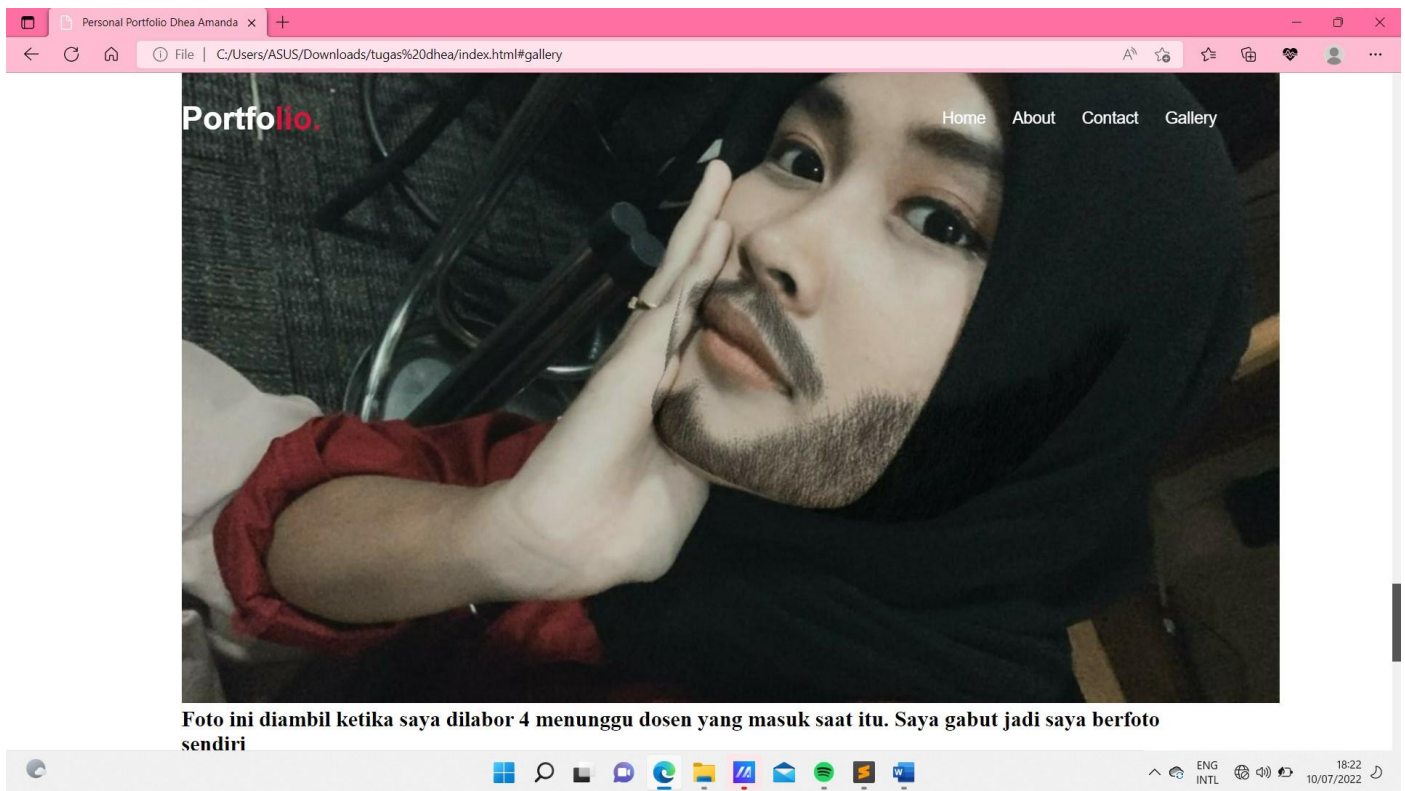 Personal Portfolio Dhea Amanda
File | C:/Users/ASUS/Downloads/tugas%20dhea/index.html#gallery
Portfolio.
Home About Contact Gallery
Foto ini diambil ketika saya dilabor 4 menunggu dosen yang masuk saat itu. Saya gabut jadi saya berfoto
sendiri
ENG
INTL
18:22
10/07/2022